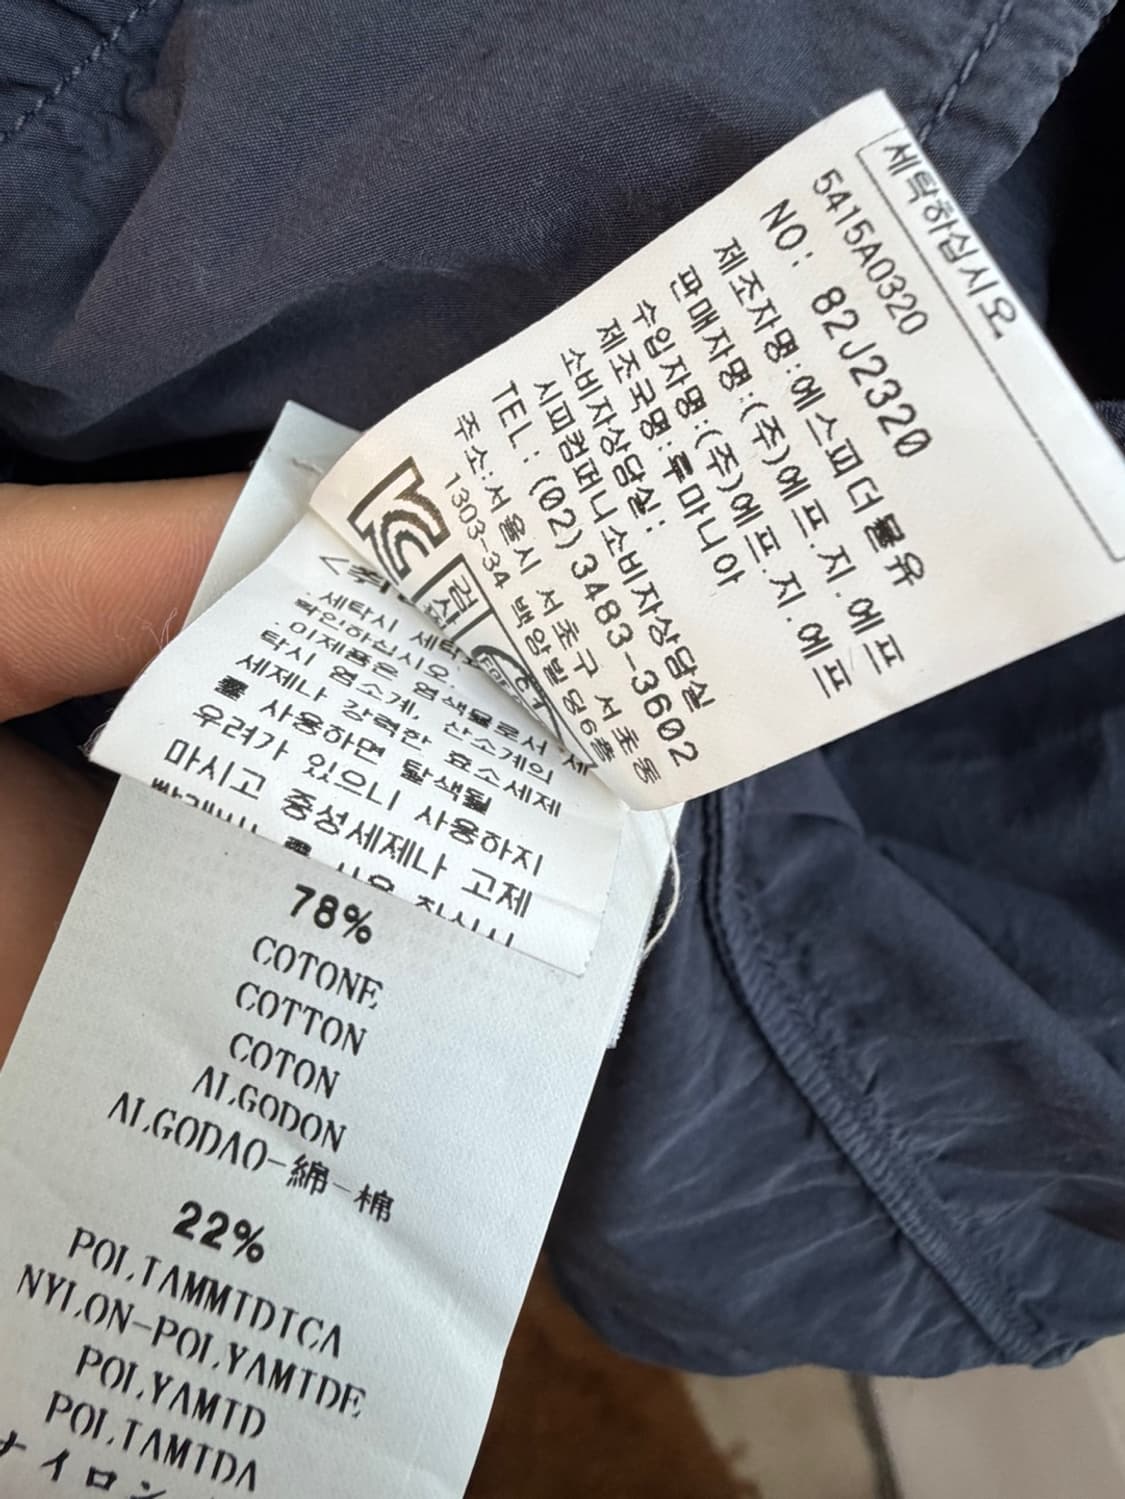 세탁하십시오
5415A0320
NO: 82J2320
제조자명:에스피더블유
판매자명:(주)에프.지.에프
수입자명:(주)에프.지.에프
제조국명:루마니아
소비자상담실:
시피컴퍼니소비자상담실
TEL:(02)3483-3602
주소:서울시 서초구 서초동
1303-34 백암빌딩6층
세탁시 세탁
확인하십시오.
.이제품은 염색물로서 세
탁시 염소계, 산소계의
세제나 강력한 효소세제
를 사용하면 탈색될
우려가 있으니 사용하지
마시고 중성세제나 고제
78%
COTONE
COTTON
COTON
ALGODON
ALGODAO-綿-棉
22%
POLIAMMIDICA
NYLON-POLYAMIDE
POLYAMID
POLIAMIDA
ナイロン